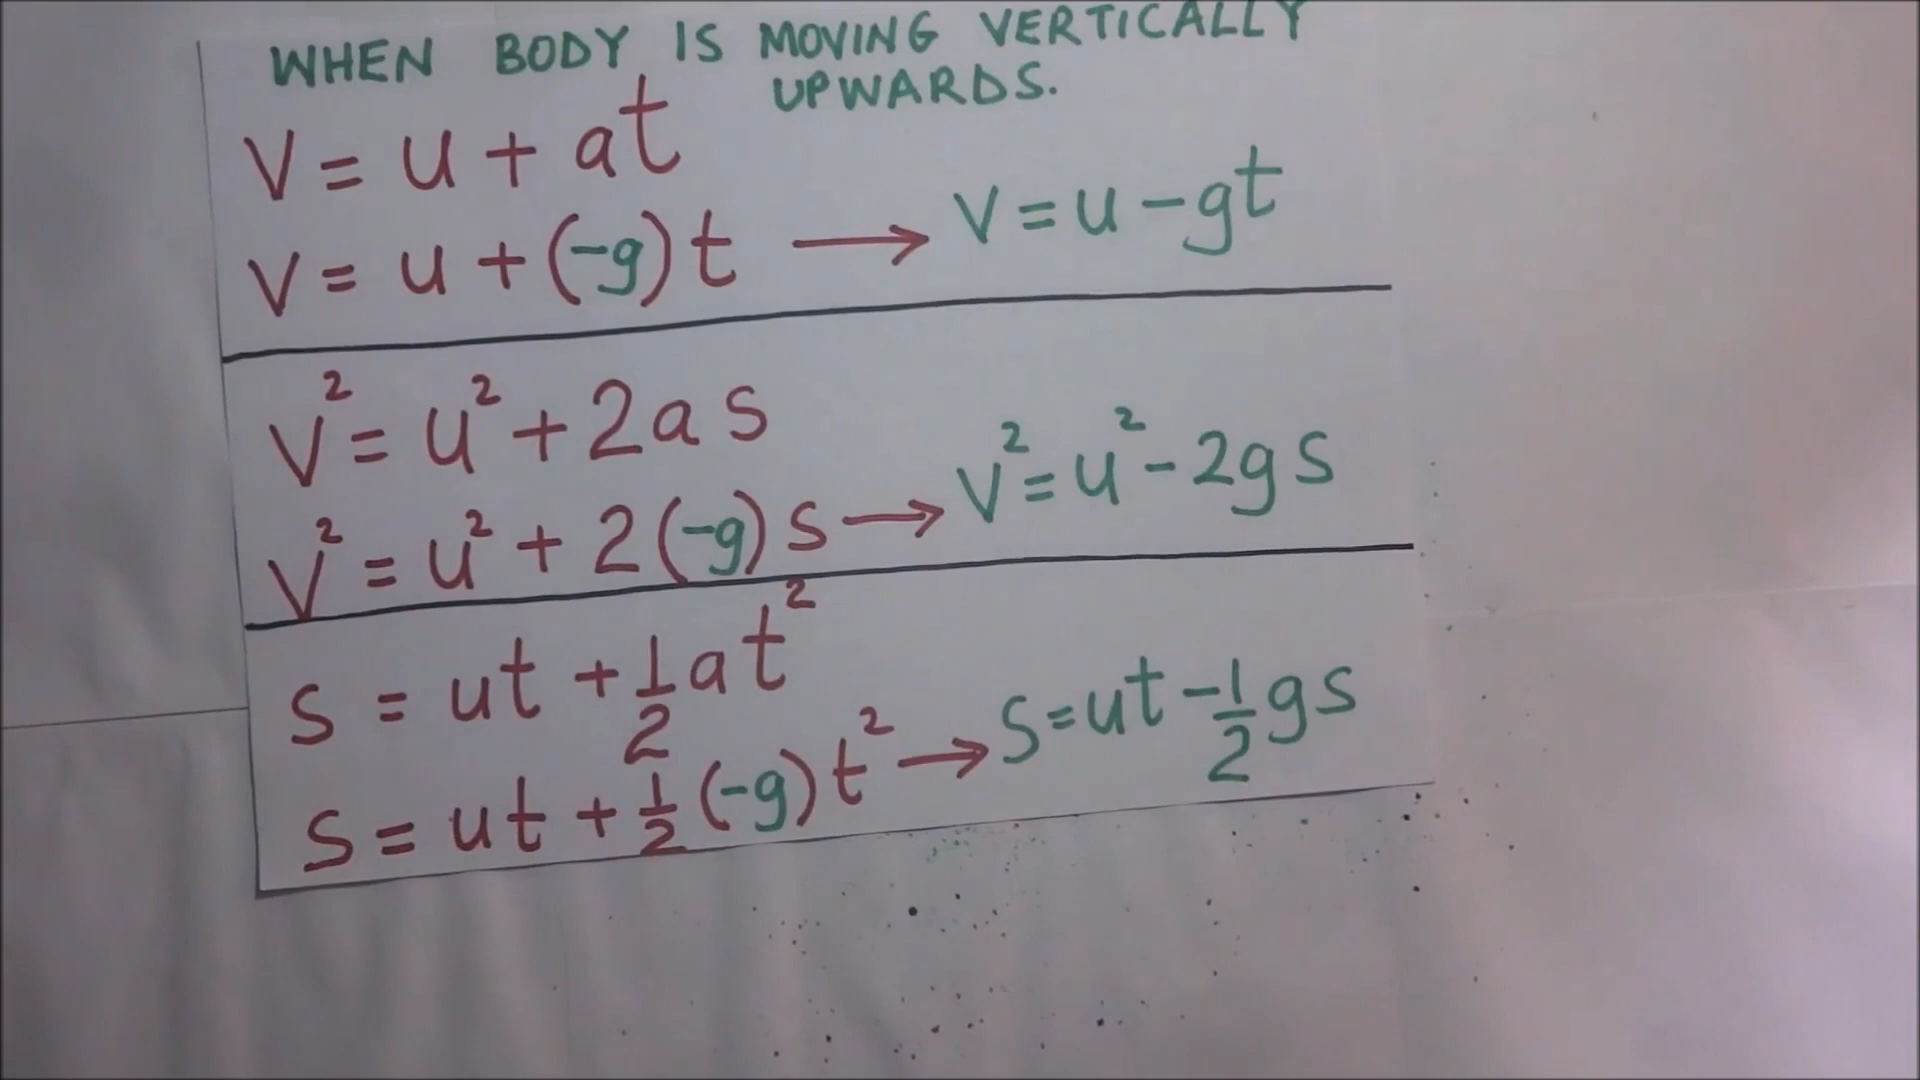 WHEN BODY IS MOVING VERTICALLY
UPWARDS.
V = u + at
V = u + (-g) t → V = u - gt
V² = u² + 2as
V² = u² + 2(-g) s → V² = u² - 2gs
S = ut + 1/2 at²
S = ut + 1/2 (-g) t² → S = ut - 1/2 gs